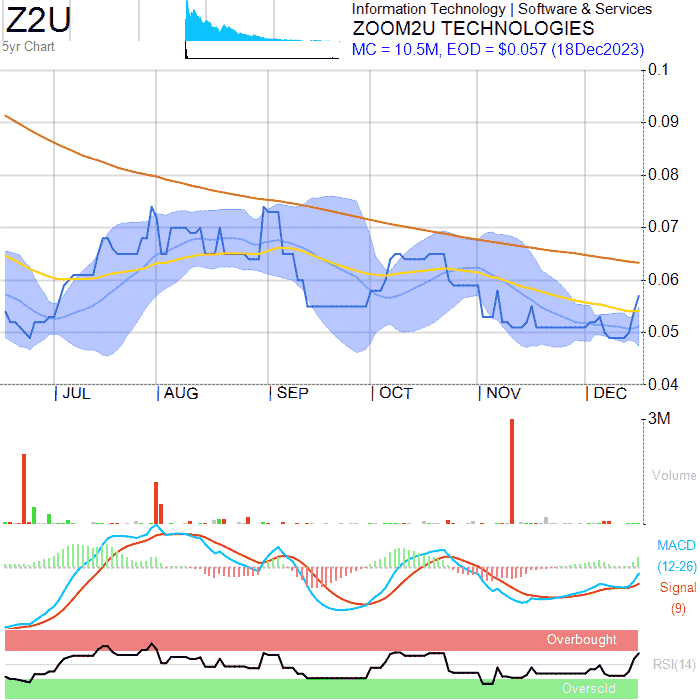 Z2U
5yr Chart
Information Technology | Software & Services
ZOOM2U TECHNOLOGIES
MC = 10.5M, EOD = $0.057 (18Dec2023)
0.1
0.09
0.08
0.07
0.06
0.05
0.04
JUL AUG SEP OCT NOV DEC
3M
Volume
MACD
(12-26)
Signal
(9)
Overbought
RSI(14)
Oversold